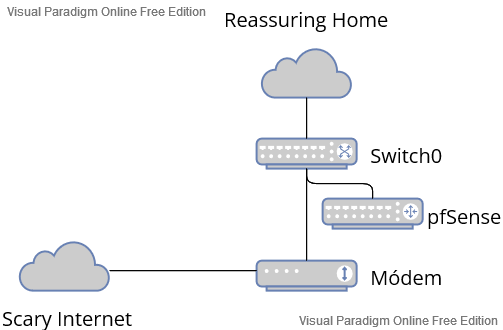 Visual Paradigm Online Free Edition
Reassuring Home
Switch0
pfSense
Módem
Scary Internet
Visual Paradigm Online Free Edition